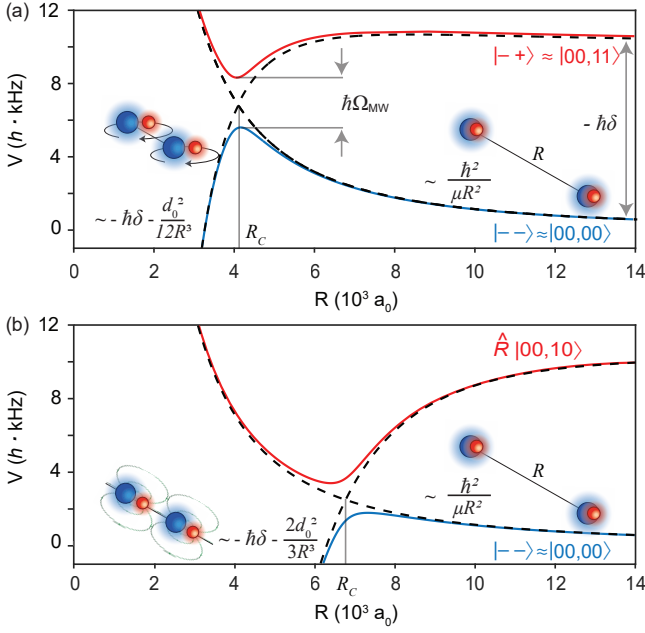 (a)
12
8
4
0
V (h · kHz)
|− +⟩ ≈ |00,11⟩
ℏΩ_MW
- ℏδ
R
~ ℏ²/μR²
~ - ℏδ - d₀²/12R³
R_C
|− −⟩≈|00,00⟩
0 2 4 6 8 10 12 14
R (10³ a₀)
(b)
12
8
4
0
V (h · kHz)
R̂ |00,10⟩
R
~ ℏ²/μR²
~ - ℏδ - 2d₀²/3R³
R_C
|− −⟩≈|00,00⟩
0 2 4 6 8 10 12 14
R (10³ a₀)